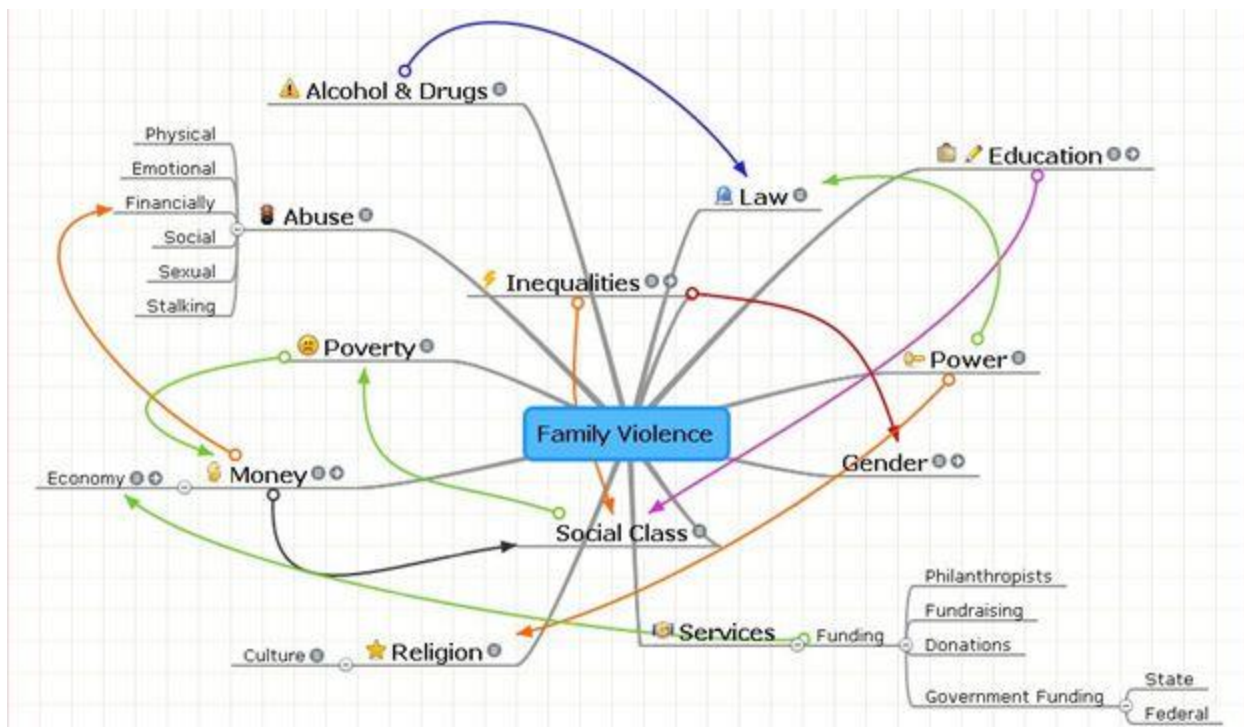 Alcohol & Drugs
Physical
Emotional
Financially
Social
Sexual
Stalking
Abuse
Education
Law
Inequalities
Poverty
Power
Family Violence
Gender
Economy
Money
Social Class
Philanthropists
Fundraising
Services
Funding
Donations
Culture
Religion
Government Funding
State
Federal